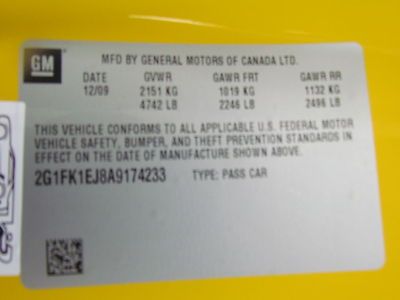 GM
MFD BY GENERAL MOTORS OF CANADA LTD.
DATE GVWR GAWR FRT GAWR RR
12/09 2151 KG 1019 KG 1132 KG
4742 LB 2246 LB 2496 LB
THIS VEHICLE CONFORMS TO ALL APPLICABLE U.S. FEDERAL MOTOR
VEHICLE SAFETY, BUMPER, AND THEFT PREVENTION STANDARDS IN
EFFECT ON THE DATE OF MANUFACTURE SHOWN ABOVE.
2G1FK1EJ8A9174233 TYPE: PASS CAR